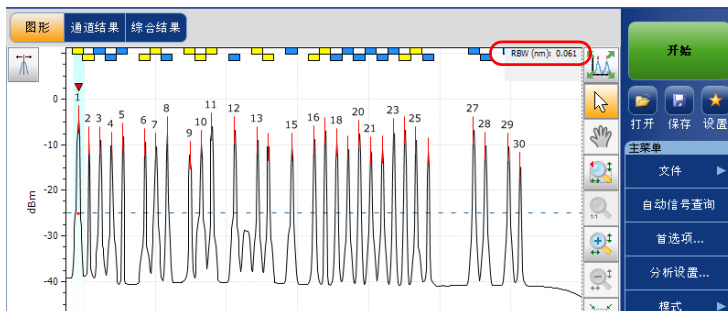 图形 通道结果 综合结果
RBW (nm): 0.061
开始
打开 保存 设置
主菜单
文件
自动信号查询
首选项...
分析设置...
模式
dBm
0
-10
-20
-30
-40
1 2 3 4 5 6 7 8 9 10 11 12 13 15 16 18 20 21 23 25 27 28 29 30
1:1